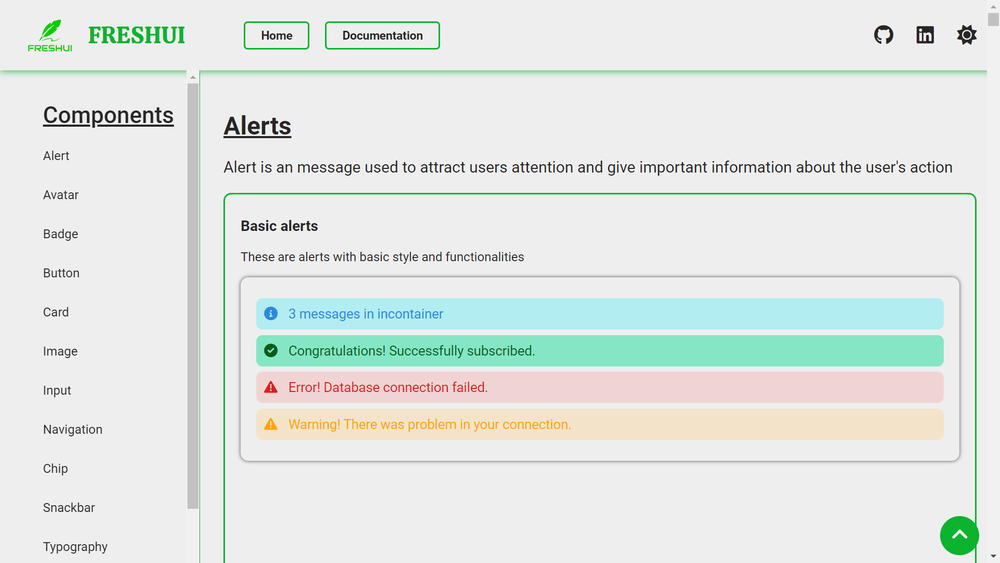 FRESHUI
FRESHUI
Home
Documentation
Components
Alert
Avatar
Badge
Button
Card
Image
Input
Navigation
Chip
Snackbar
Typography
Alerts
Alert is an message used to attract users attention and give important information about the user's action
Basic alerts
These are alerts with basic style and functionalities
3 messages in incontainer
Congratulations! Successfully subscribed.
Error! Database connection failed.
Warning! There was problem in your connection.